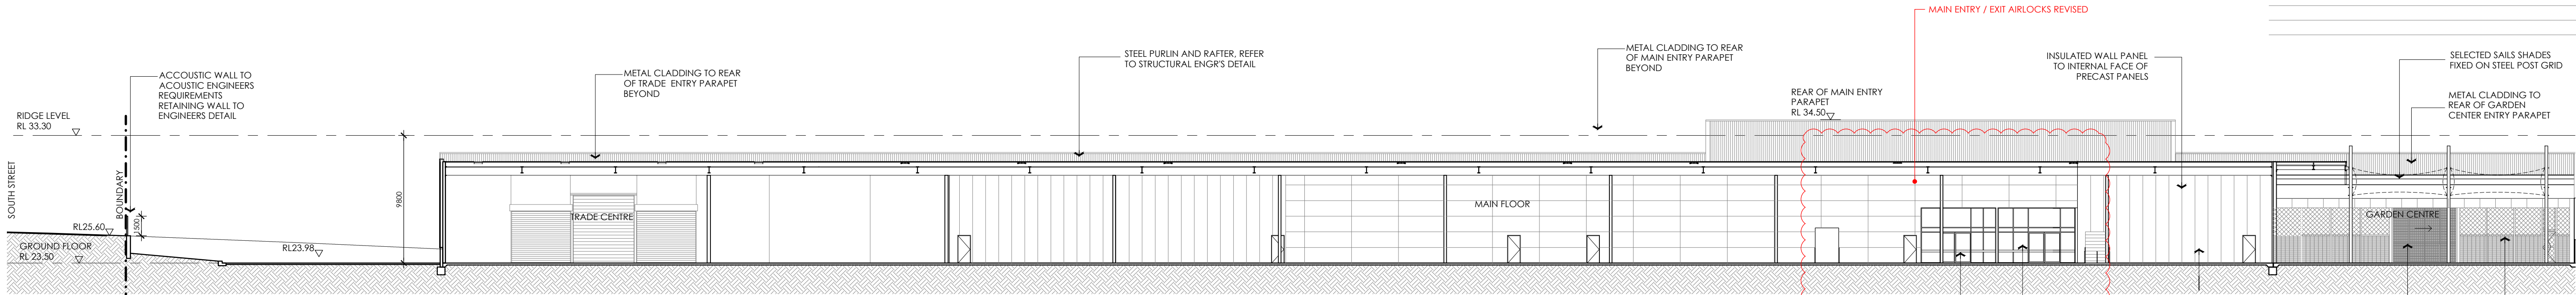 MAIN ENTRY / EXIT AIRLOCKS REVISED
ACCOUSTIC WALL TO
ACOUSTIC ENGINEERS
REQUIREMENTS
RETAINING WALL TO
ENGINEERS DETAIL
METAL CLADDING TO REAR
OF TRADE ENTRY PARAPET
BEYOND
STEEL PURLIN AND RAFTER, REFER
TO STRUCTURAL ENGR'S DETAIL
METAL CLADDING TO REAR
OF MAIN ENTRY PARAPET
BEYOND
INSULATED WALL PANEL
TO INTERNAL FACE OF
PRECAST PANELS
SELECTED SAILS SHADES
FIXED ON STEEL POST GRID
METAL CLADDING TO
REAR OF GARDEN
CENTER ENTRY PARAPET
REAR OF MAIN ENTRY
PARAPET
RL 34.50
RIDGE LEVEL
RL 33.30
SOUTH STREET
BOUNDARY
1500
9800
RL25.60
RL23.98
GROUND FLOOR
RL 23.50
TRADE CENTRE
MAIN FLOOR
GARDEN CENTRE